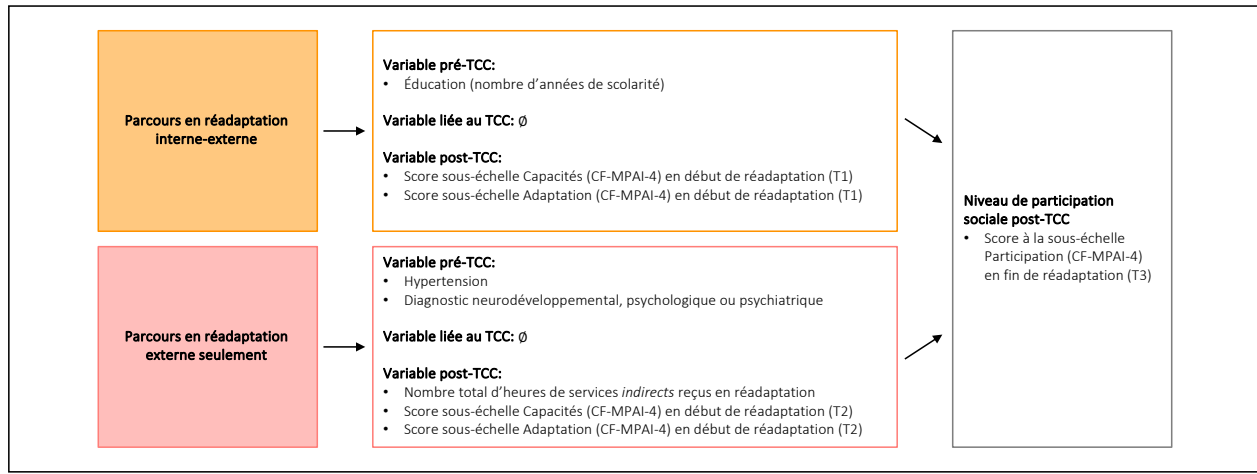 Parcours en réadaptation
interne-externe
Variable pré-TCC:
• Éducation (nombre d’années de scolarité)
Variable liée au TCC: ∅
Variable post-TCC:
• Score sous-échelle Capacités (CF-MPAI-4) en début de réadaptation (T1)
• Score sous-échelle Adaptation (CF-MPAI-4) en début de réadaptation (T1)
Parcours en réadaptation
externe seulement
Variable pré-TCC:
• Hypertension
• Diagnostic neurodéveloppemental, psychologique ou psychiatrique
Variable liée au TCC: ∅
Variable post-TCC:
• Nombre total d’heures de services indirects reçus en réadaptation
• Score sous-échelle Capacités (CF-MPAI-4) en début de réadaptation (T2)
• Score sous-échelle Adaptation (CF-MPAI-4) en début de réadaptation (T2)
Niveau de participation
sociale post-TCC
• Score à la sous-échelle
Participation (CF-MPAI-4)
en fin de réadaptation (T3)